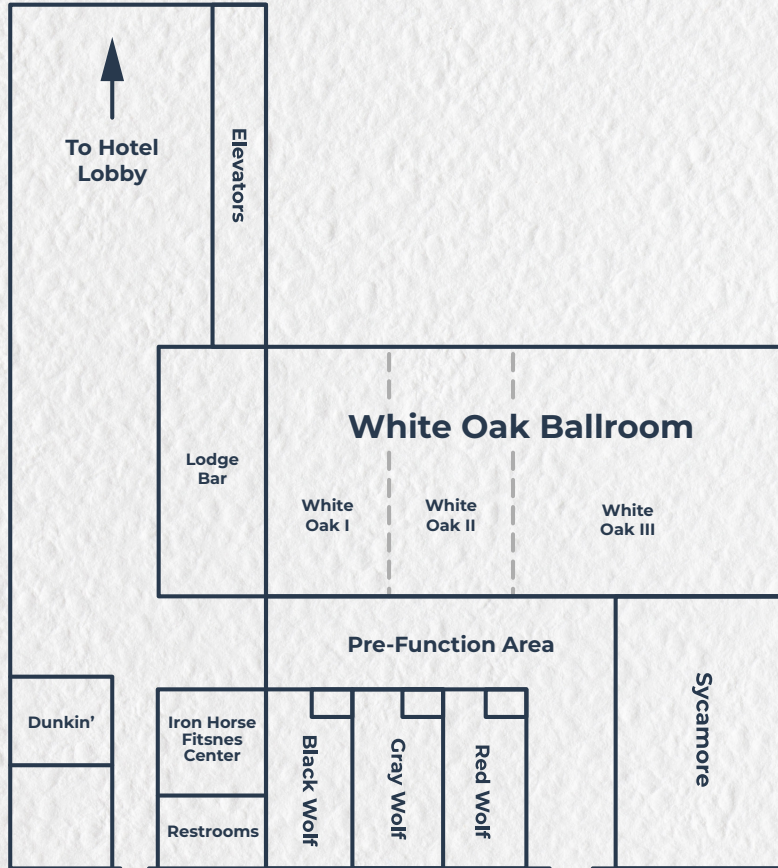 To Hotel
Lobby
Elevators
White Oak Ballroom
Lodge
Bar
White
Oak I
White
Oak II
White
Oak III
Pre-Function Area
Sycamore
Dunkin’
Iron Horse
Fitsnes
Center
Black Wolf
Gray Wolf
Red Wolf
Restrooms